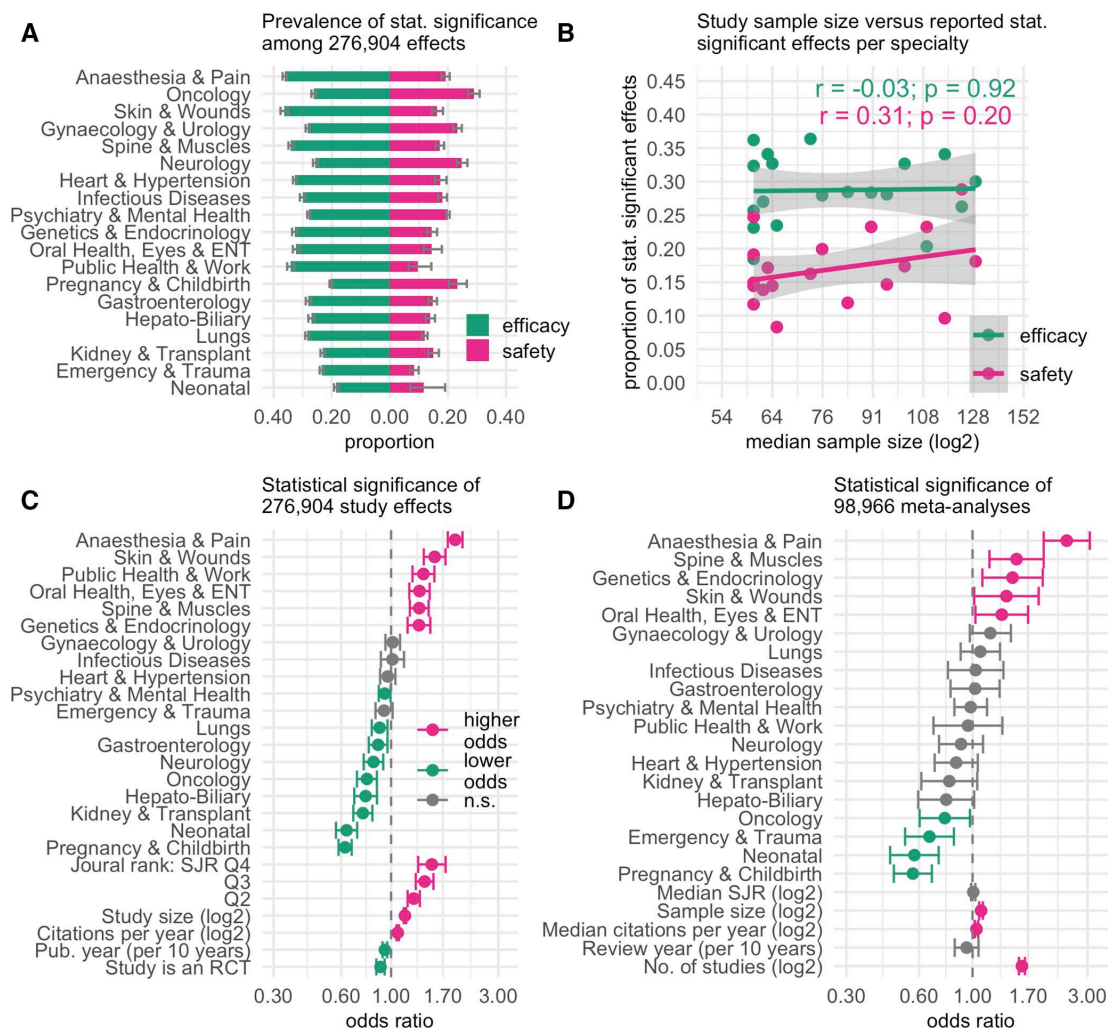 A
Prevalence of stat. significance
among 276,904 effects
Anaesthesia & Pain
Oncology
Skin & Wounds
Gynaecology & Urology
Spine & Muscles
Neurology
Heart & Hypertension
Infectious Diseases
Psychiatry & Mental Health
Genetics & Endocrinology
Oral Health, Eyes & ENT
Public Health & Work
Pregnancy & Childbirth
Gastroenterology
Hepato-Biliary
Lungs
Kidney & Transplant
Emergency & Trauma
Neonatal
efficacy
safety
0.40 0.20 0.00 0.20 0.40
proportion
B
Study sample size versus reported stat.
significant effects per specialty
r = -0.03; p = 0.92
r = 0.31; p = 0.20
proportion of stat. significant effects
0.45
0.40
0.35
0.30
0.25
0.20
0.15
0.10
0.05
0.00
efficacy
safety
54 64 76 91 108 128 152
median sample size (log2)
C
Statistical significance of
276,904 study effects
Anaesthesia & Pain
Skin & Wounds
Public Health & Work
Oral Health, Eyes & ENT
Spine & Muscles
Genetics & Endocrinology
Gynaecology & Urology
Infectious Diseases
Heart & Hypertension
Psychiatry & Mental Health
Emergency & Trauma
Lungs
Gastroenterology
Neurology
Oncology
Hepato-Biliary
Kidney & Transplant
Neonatal
Pregnancy & Childbirth
Joural rank: SJR Q4
Q3
Q2
Study size (log2)
Citations per year (log2)
Pub. year (per 10 years)
Study is an RCT
higher
odds
lower
odds
n.s.
0.30 0.60 1.00 1.70 3.00
odds ratio
D
Statistical significance of
98,966 meta-analyses
Anaesthesia & Pain
Spine & Muscles
Genetics & Endocrinology
Skin & Wounds
Oral Health, Eyes & ENT
Gynaecology & Urology
Lungs
Infectious Diseases
Gastroenterology
Psychiatry & Mental Health
Public Health & Work
Neurology
Heart & Hypertension
Kidney & Transplant
Hepato-Biliary
Oncology
Emergency & Trauma
Neonatal
Pregnancy & Childbirth
Median SJR (log2)
Sample size (log2)
Median citations per year (log2)
Review year (per 10 years)
No. of studies (log2)
0.30 0.60 1.00 1.70 3.00
odds ratio